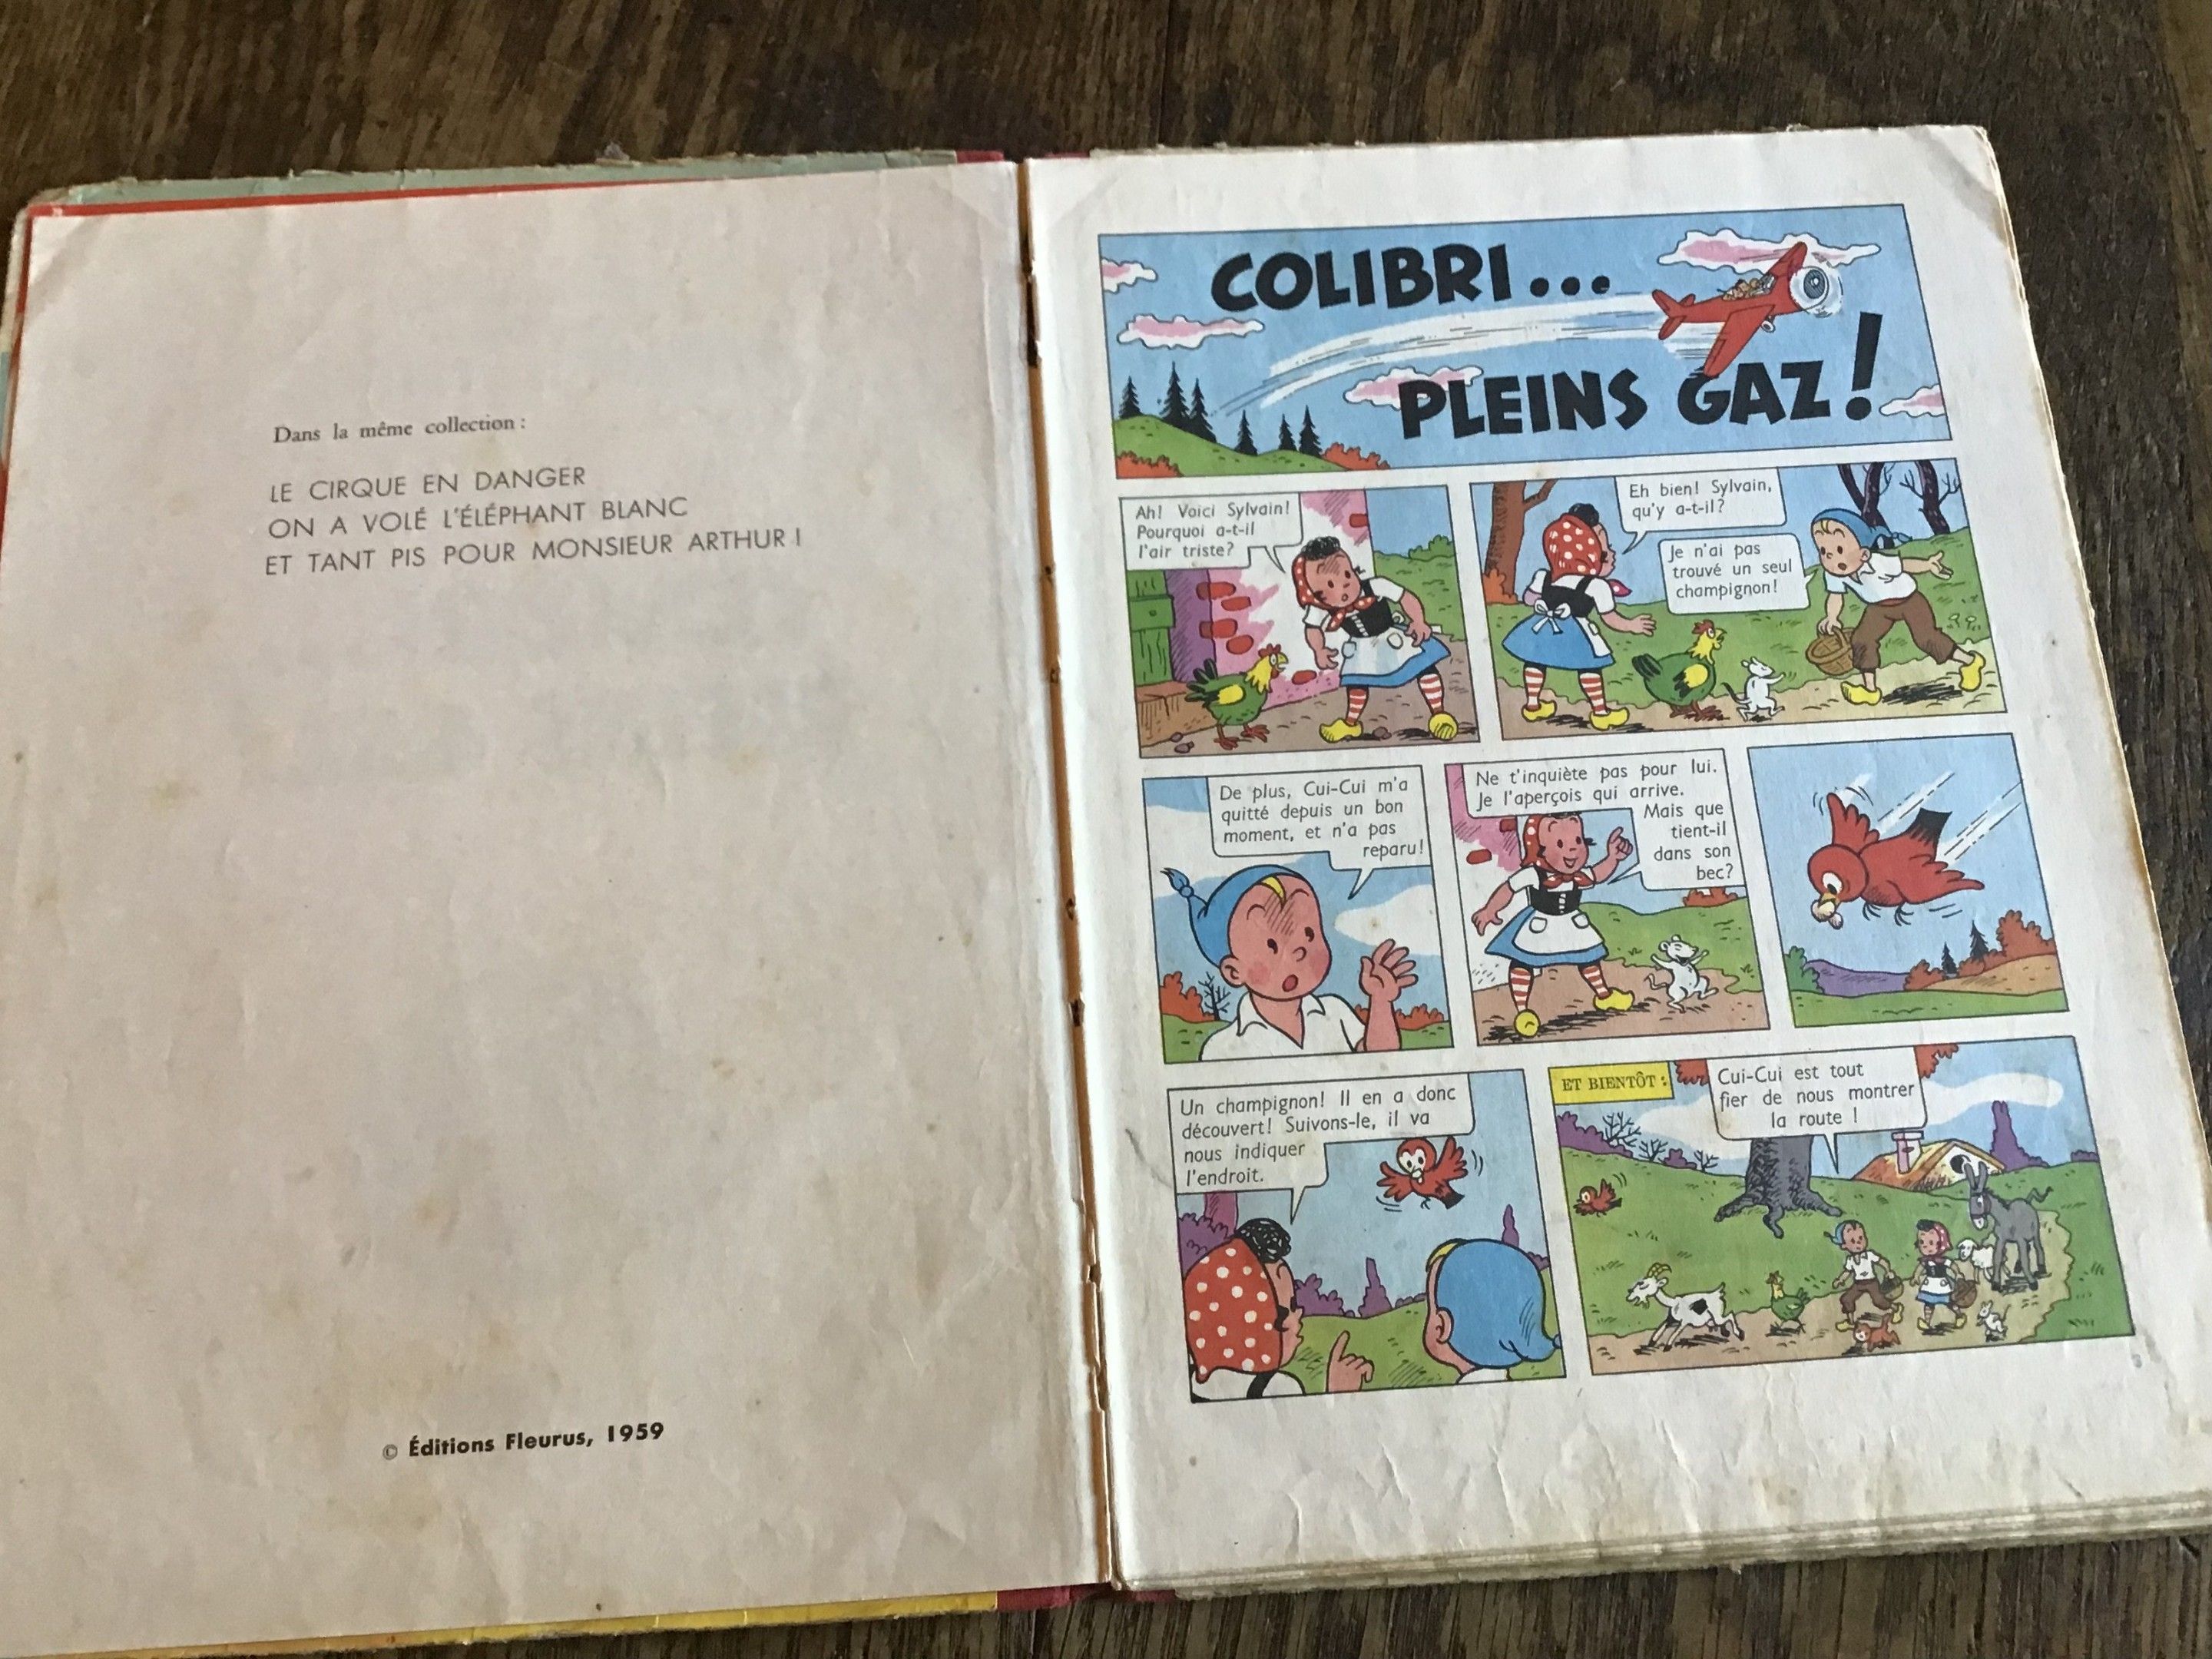 Dans la même collection :
LE CIRQUE EN DANGER
ON A VOLÉ L'ÉLÉPHANT BLANC
ET TANT PIS POUR MONSIEUR ARTHUR !
© Éditions Fleurus, 1959
COLIBRI...
PLEINS GAZ !
Ah! Voici Sylvain!
Pourquoi a-t-il
l'air triste?
Eh bien! Sylvain,
qu'y a-t-il?
Je n'ai pas
trouvé un seul
champignon!
De plus, Cui-Cui m'a
quitté depuis un bon
moment, et n'a pas
reparu!
Ne t'inquiète pas pour lui.
Je l'aperçois qui arrive.
Mais que
tient-il
dans son
bec?
Un champignon! Il en a donc
découvert! Suivons-le, il va
nous indiquer
l'endroit.
ET BIENTÔT :
Cui-Cui est tout
fier de nous montrer
la route !